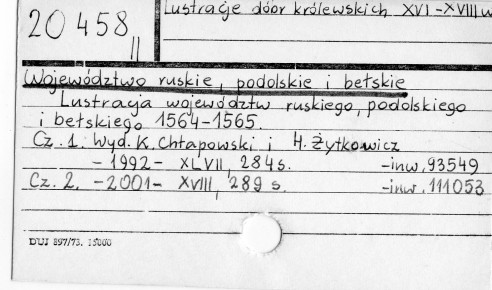 20 458
II
Lustracje dóbr królewskich XVI-XVIII w
Województwo ruskie, podolskie i bełskie
Lustracja województw ruskiego, podolskiego
i bełskiego 1564-1565.
Cz. 1. Wyd. K. Chłapowski i H. Żytkowicz
- 1992 - XLVII, 284 s. - inw. 93549
Cz. 2. - 2001 - XVIII, 289 s. - inw. 111053
DUJ 897/73. 15000